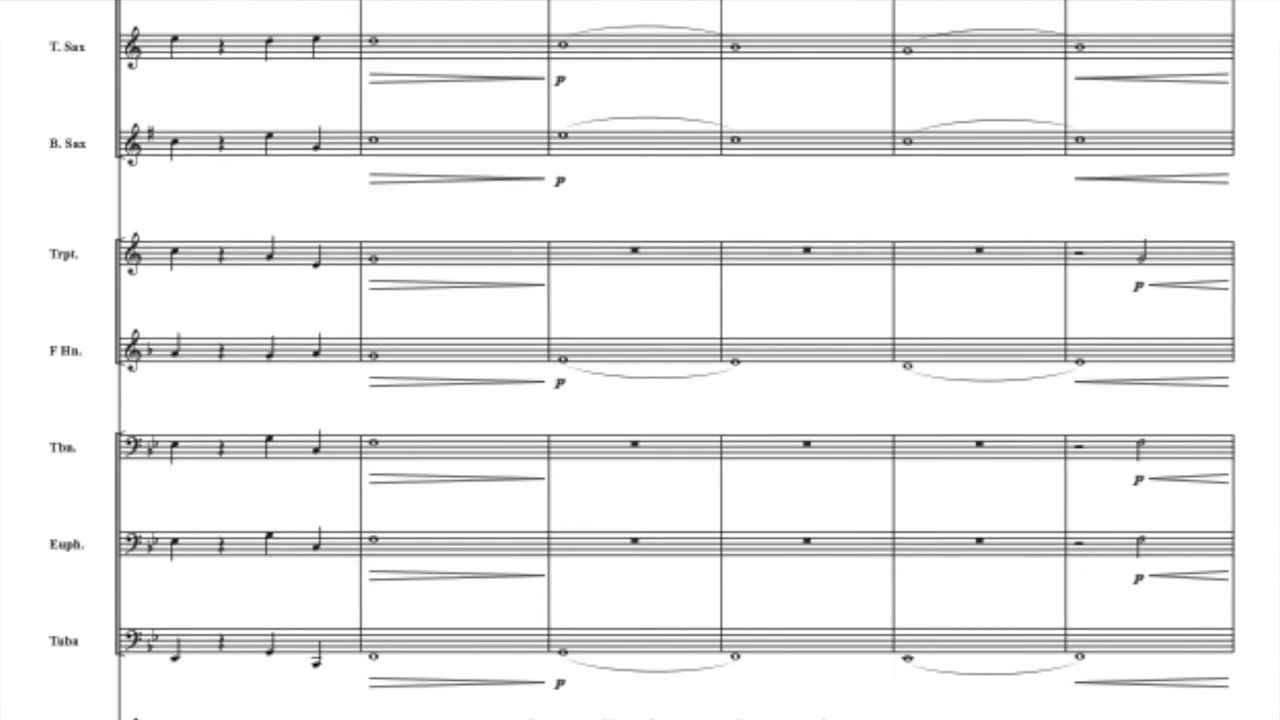 T. Sax
p
B. Sax
p
Trpt.
p
F Hn.
p
Tbn.
p
Euph.
p
Tuba
p